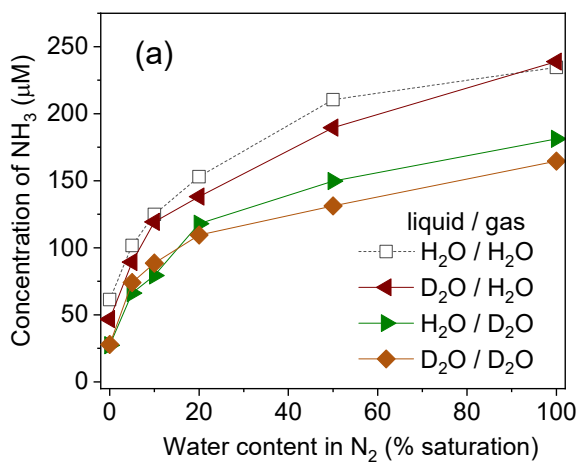 (a)
Concentration of NH₃ (μM)
250
200
150
100
50
0
liquid / gas
H₂O / H₂O
D₂O / H₂O
H₂O / D₂O
D₂O / D₂O
0 20 40 60 80 100
Water content in N₂ (% saturation)